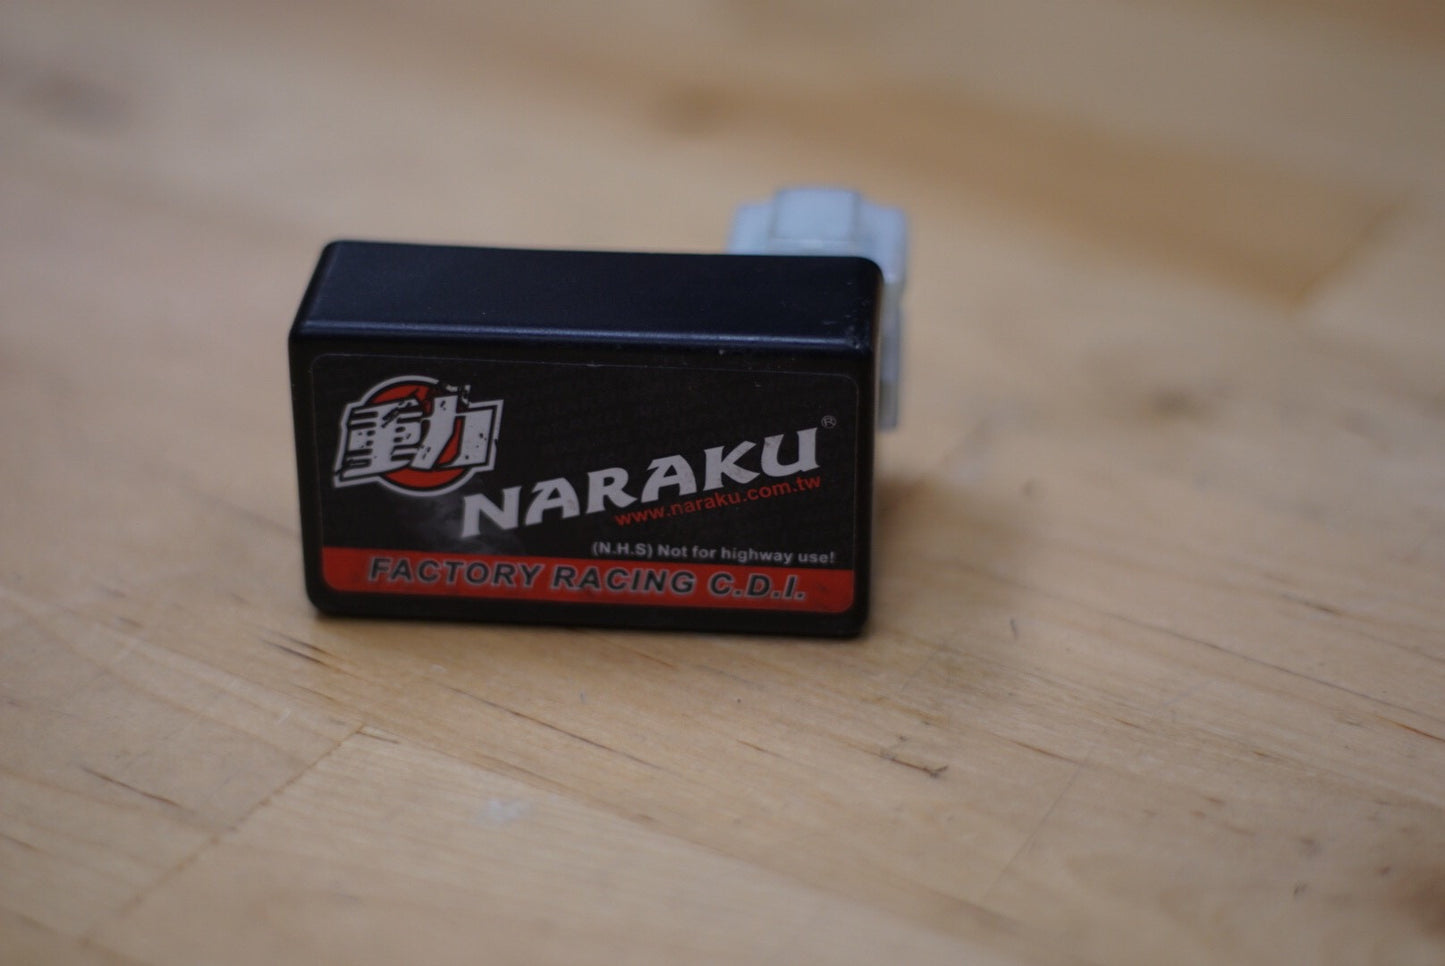 動力
NARAKU®
www.naraku.com.tw
(N.H.S) Not for highway use!
FACTORY RACING C.D.I.